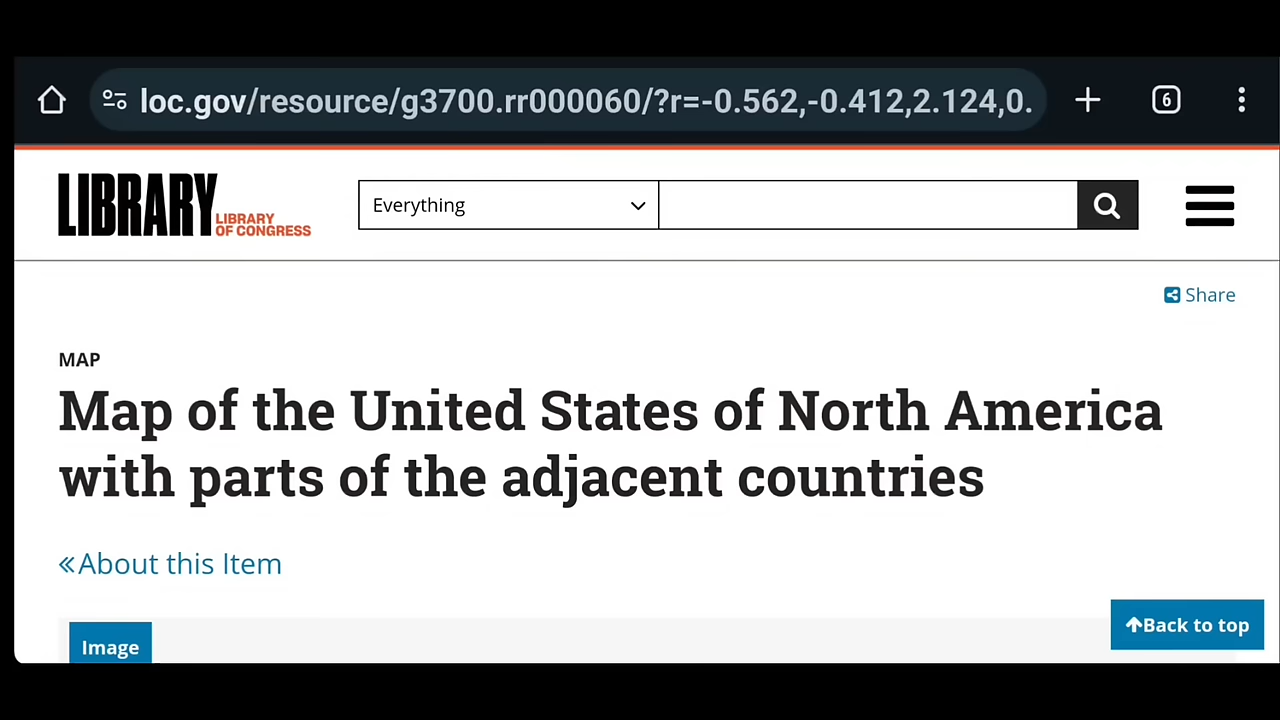 loc.gov/resource/g3700.rr000060/?r=-0.562,-0.412,2.124,0.
6
LIBRARY
LIBRARY
OF CONGRESS
Everything
Share
MAP
Map of the United States of North America
with parts of the adjacent countries
«About this Item
Back to top
Image